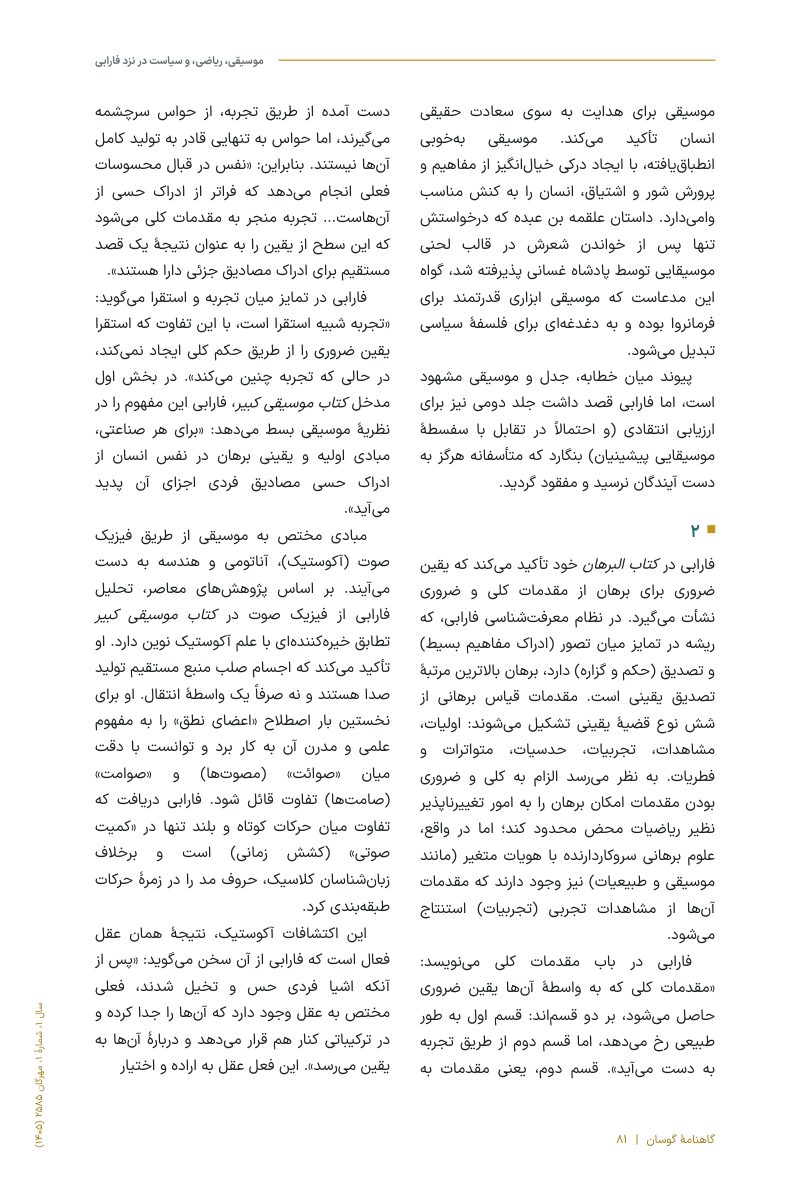 موسیقی، ریاضی، و سیاست در نزد فارابی
موسیقی برای هدایت به سوی سعادت حقیقی
انسان تأکید می‌کند. موسیقی به‌خوبی
انطباق‌یافته، با ایجاد درکی خیال‌انگیز از مفاهیم و
پرورش شور و اشتیاق، انسان را به کنش مناسب
وامی‌دارد. داستان علقمه بن عبده که درخواستش
تنها پس از خواندن شعرش در قالب لحنی
موسیقایی توسط پادشاه غسانی پذیرفته شد، گواه
این مدعاست که موسیقی ابزاری قدرتمند برای
فرمانروا بوده و به دغدغه‌ای برای فلسفهٔ سیاسی
تبدیل می‌شود.
پیوند میان خطابه، جدل و موسیقی مشهود
است، اما فارابی قصد داشت جلد دومی نیز برای
ارزیابی انتقادی (و احتمالاً در تقابل با سفسطهٔ
موسیقایی پیشینیان) بنگارد که متأسفانه هرگز به
دست آیندگان نرسید و مفقود گردید.
۲
فارابی در کتاب البرهان خود تأکید می‌کند که یقین
ضروری برای برهان از مقدمات کلی و ضروری
نشأت می‌گیرد. در نظام معرفت‌شناسی فارابی، که
ریشه در تمایز میان تصور (ادراک مفاهیم بسیط)
و تصدیق (حکم و گزاره) دارد، برهان بالاترین مرتبهٔ
تصدیق یقینی است. مقدمات قیاس برهانی از
شش نوع قضیهٔ یقینی تشکیل می‌شوند: اولیات،
مشاهدات، تجربیات، حدسیات، متواترات و
فطریات. به نظر می‌رسد الزام به کلی و ضروری
بودن مقدمات امکان برهان را به امور تغییرناپذیر
نظیر ریاضیات محض محدود کند؛ اما در واقع،
علوم برهانی سروکاردارنده با هویات متغیر (مانند
موسیقی و طبیعیات) نیز وجود دارند که مقدمات
آن‌ها از مشاهدات تجربی (تجربیات) استنتاج
می‌شود.
فارابی در باب مقدمات کلی می‌نویسد:
«مقدمات کلی که به واسطهٔ آن‌ها یقین ضروری
حاصل می‌شود، بر دو قسم‌اند: قسم اول به طور
طبیعی رخ می‌دهد، اما قسم دوم از طریق تجربه
به دست می‌آید». قسم دوم، یعنی مقدمات به
دست آمده از طریق تجربه، از حواس سرچشمه
می‌گیرند، اما حواس به تنهایی قادر به تولید کامل
آن‌ها نیستند. بنابراین: «نفس در قبال محسوسات
فعلی انجام می‌دهد که فراتر از ادراک حسی از
آن‌هاست... تجربه منجر به مقدمات کلی می‌شود
که این سطح از یقین را به عنوان نتیجهٔ یک قصد
مستقیم برای ادراک مصادیق جزئی دارا هستند».
فارابی در تمایز میان تجربه و استقرا می‌گوید:
«تجربه شبیه استقرا است، با این تفاوت که استقرا
یقین ضروری را از طریق حکم کلی ایجاد نمی‌کند،
در حالی که تجربه چنین می‌کند». در بخش اول
مدخل کتاب موسیقی کبیر، فارابی این مفهوم را در
نظریهٔ موسیقی بسط می‌دهد: «برای هر صناعتی،
مبادی اولیه و یقینی برهان در نفس انسان از
ادراک حسی مصادیق فردی اجزای آن پدید
می‌آید».
مبادی مختص به موسیقی از طریق فیزیک
صوت (آکوستیک)، آناتومی و هندسه به دست
می‌آیند. بر اساس پژوهش‌های معاصر، تحلیل
فارابی از فیزیک صوت در کتاب موسیقی کبیر
تطابق خیره‌کننده‌ای با علم آکوستیک نوین دارد. او
تأکید می‌کند که اجسام صلب منبع مستقیم تولید
صدا هستند و نه صرفاً یک واسطهٔ انتقال. او برای
نخستین بار اصطلاح «اعضای نطق» را به مفهوم
علمی و مدرن آن به کار برد و توانست با دقت
میان «صوائت» (مصوت‌ها) و «صوامت»
(صامت‌ها) تفاوت قائل شود. فارابی دریافت که
تفاوت میان حرکات کوتاه و بلند تنها در «کمیت
صوتی» (کشش زمانی) است و برخلاف
زبان‌شناسان کلاسیک، حروف مد را در زمرهٔ حرکات
طبقه‌بندی کرد.
این اکتشافات آکوستیک، نتیجهٔ همان عقل
فعال است که فارابی از آن سخن می‌گوید: «پس از
آنکه اشیا فردی حس و تخیل شدند، فعلی
مختص به عقل وجود دارد که آن‌ها را جدا کرده و
در ترکیباتی کنار هم قرار می‌دهد و دربارهٔ آن‌ها به
یقین می‌رسد». این فعل عقل به اراده و اختیار
سال ۱، شمارهٔ ۱، مهرگان ۲۵۸۵ (۱۴۰۵)
گاهنامهٔ گوسان | ۸۱